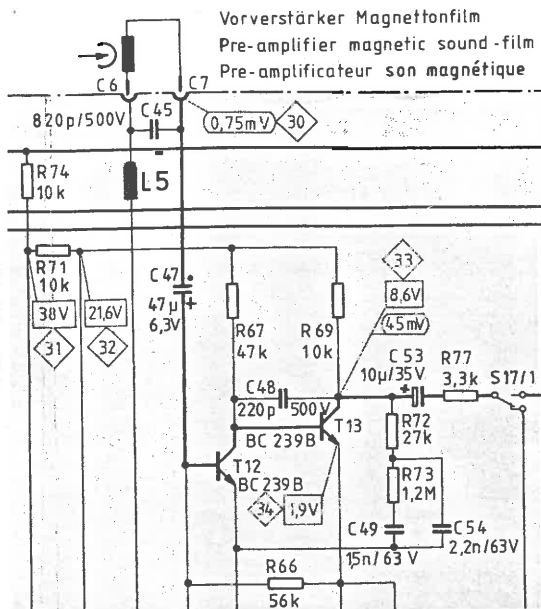 Vorverstärker Magnettonfilm
Pre-amplifier magnetic sound-film
Pre-amplificateur son magnétique
C6 C7
820p/500V C45
0,75mV 30
R74
10k
L5
R71
10k
38V 21,6V
31 32
C47
47µ
6,3V
R67
47k
R69
10k
33
8,6V
45mV
C53
10µ/35V
R77
3,3k
S17/1
C48
220p 500V
T13
BC 239B
R72
27k
T12
BC 239B
R73
1,2M
34 1,9V
C49
15n/63V
C54
2,2n/63V
R66
56k